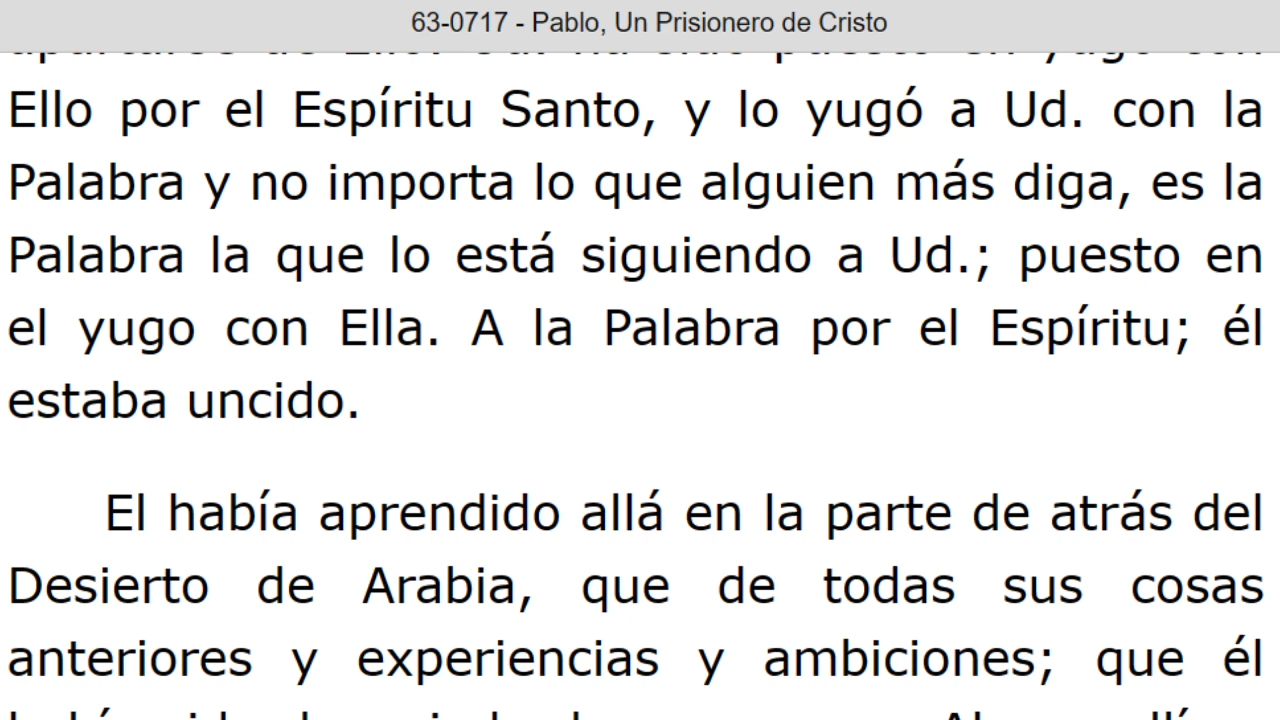 63-0717 - Pablo, Un Prisionero de Cristo
Ello por el Espíritu Santo, y lo yugó a Ud. con la
Palabra y no importa lo que alguien más diga, es la
Palabra la que lo está siguiendo a Ud.; puesto en
el yugo con Ella. A la Palabra por el Espíritu; él
estaba uncido.
El había aprendido allá en la parte de atrás del
Desierto de Arabia, que de todas sus cosas
anteriores y experiencias y ambiciones; que él